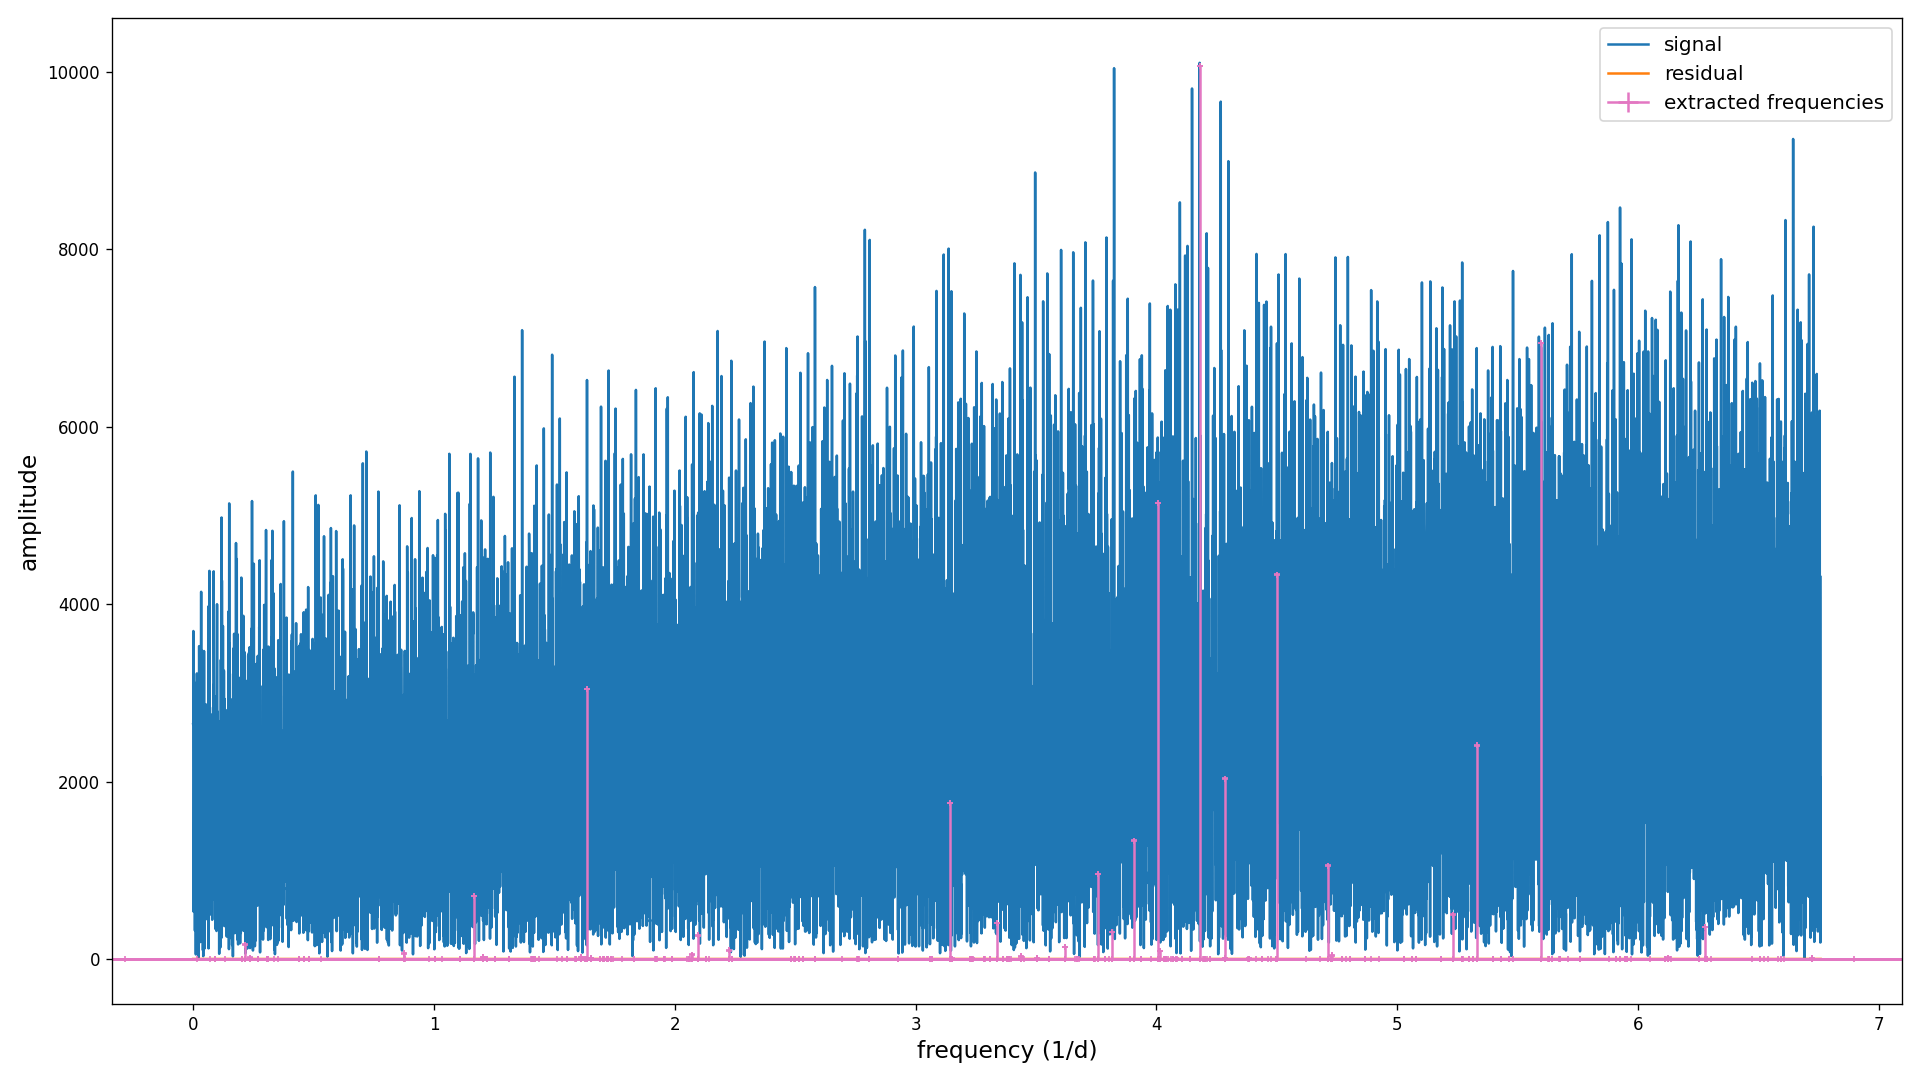 10000
8000
6000
4000
2000
0
amplitude
signal
residual
extracted frequencies
0 1 2 3 4 5 6 7
frequency (1/d)